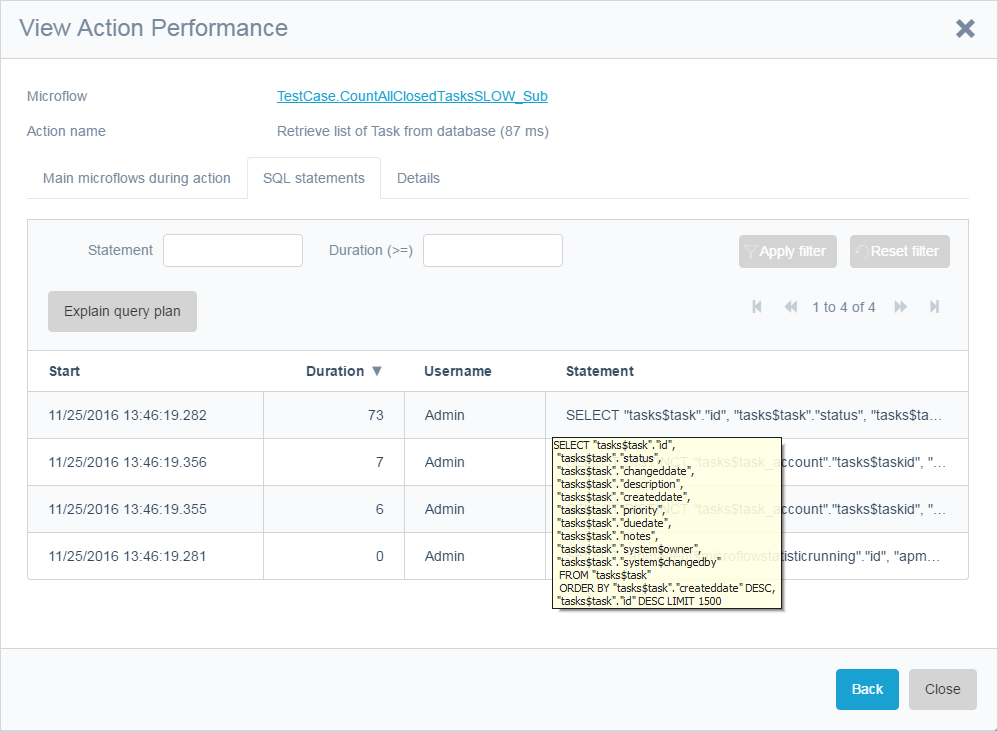 View Action Performance
Microflow TestCase.CountAllClosedTasksSLOW_Sub
Action name Retrieve list of Task from database (87 ms)
Main microflows during action SQL statements Details
Statement Duration (>=) Apply filter Reset filter
Explain query plan 1 to 4 of 4
Start Duration ▼ Username Statement
11/25/2016 13:46:19.282 73 Admin SELECT "tasks$task"."id", "tasks$task"."status", "tasks$ta...
11/25/2016 13:46:19.356 7 Admin "tasks$task_account"."tasks$taskid", "...
11/25/2016 13:46:19.355 6 Admin "tasks$task_account"."tasks$taskid", "...
11/25/2016 13:46:19.281 0 Admin "id", "apm...
SELECT "tasks$task"."id",
"tasks$task"."status",
"tasks$task"."changeddate",
"tasks$task"."description",
"tasks$task"."createddate",
"tasks$task"."priority",
"tasks$task"."duedate",
"tasks$task"."notes",
"tasks$task"."system$owner",
"tasks$task"."system$changedby"
FROM "tasks$task"
ORDER BY "tasks$task"."createddate" DESC,
"tasks$task"."id" DESC LIMIT 1500
Back Close